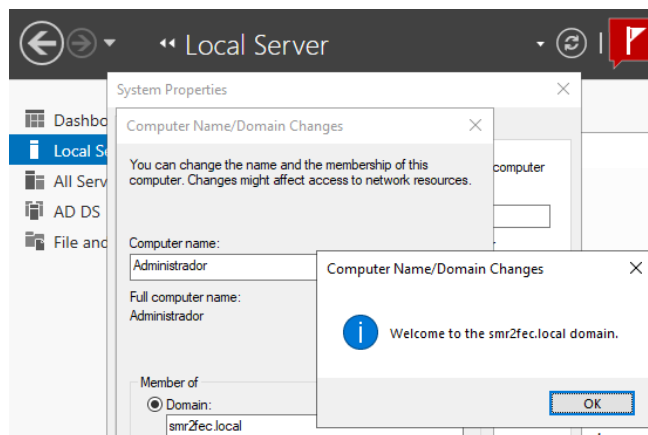 Local Server
System Properties
Dashbo
Computer Name/Domain Changes
Local Se
You can change the name and the membership of this
computer. Changes might affect access to network resources.
computer
All Serv
AD DS
File and
Computer name:
Administrador
Computer Name/Domain Changes
Full computer name:
Administrador
Welcome to the smr2fec.local domain.
Member of
Domain:
OK
smr2fec.local